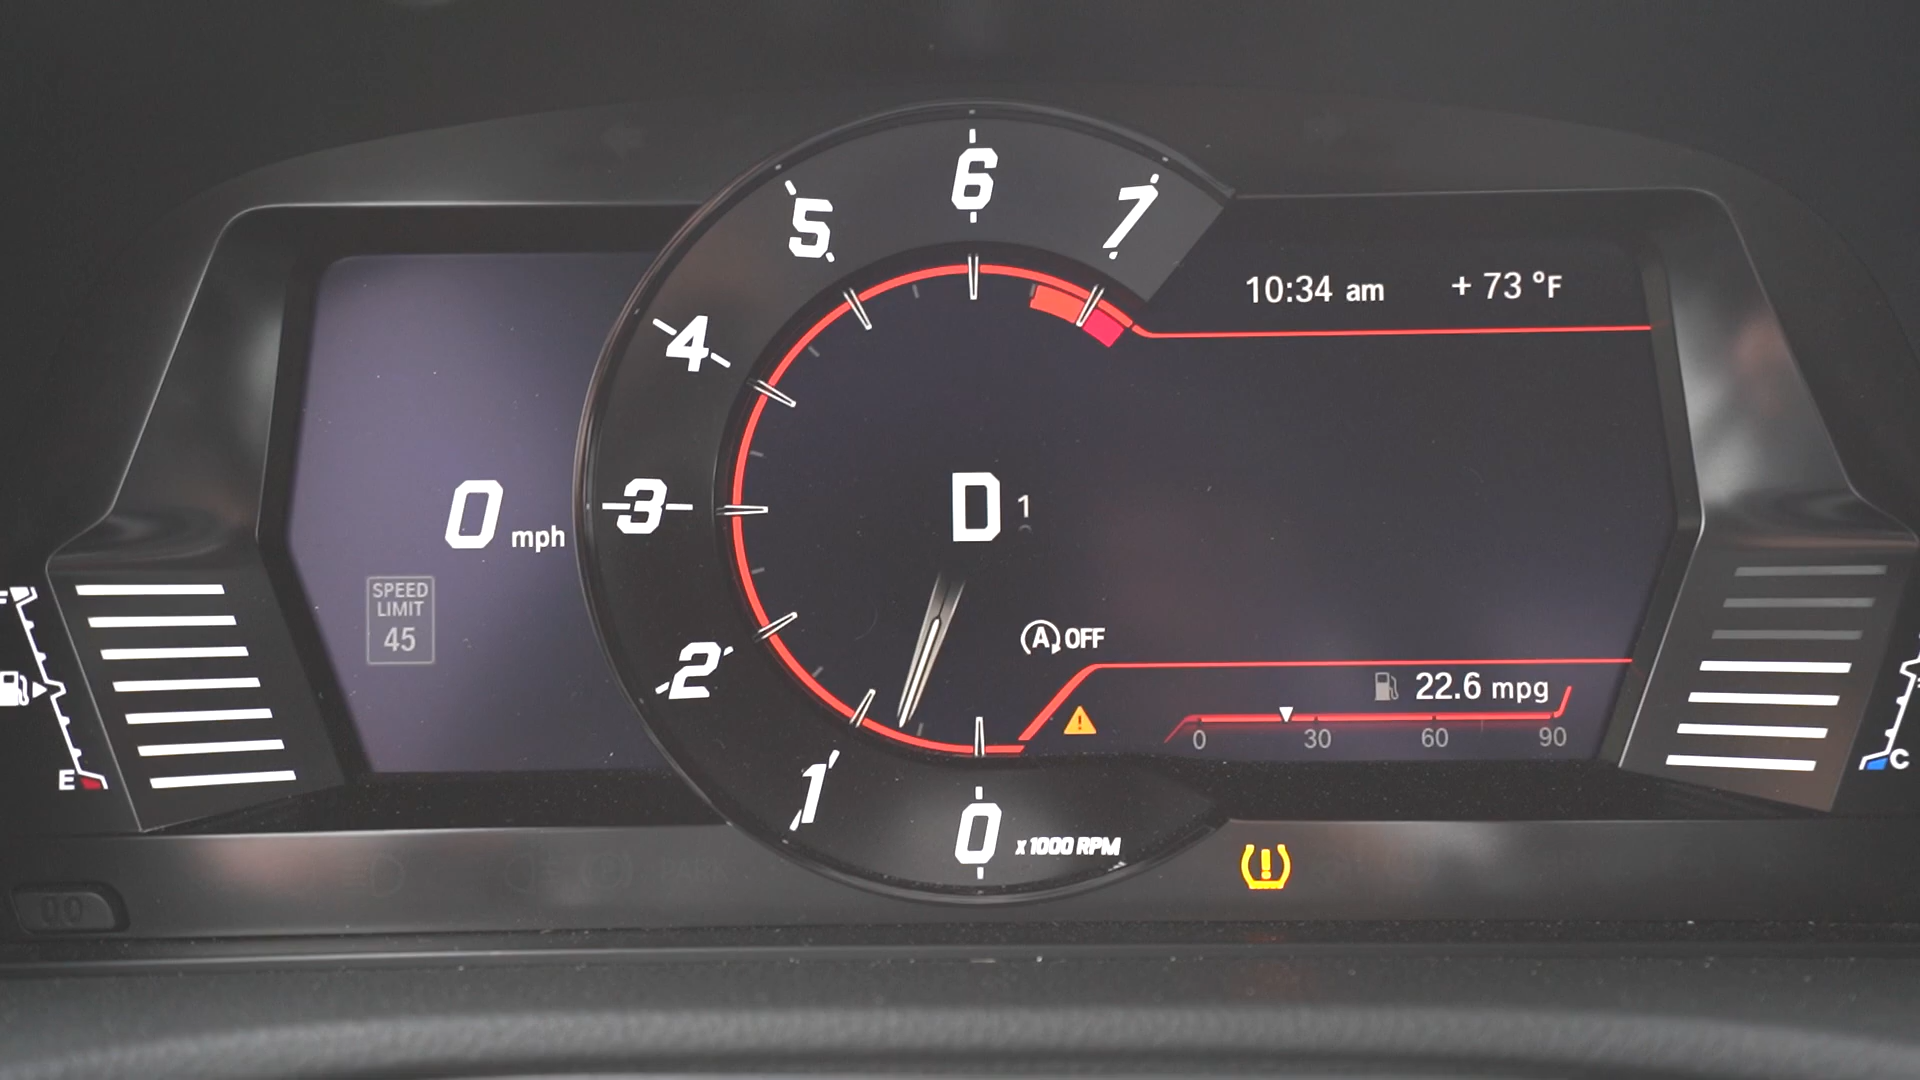 6
5
7
10:34 am + 73 °F
4
0 mph
3
D 1
SPEED
LIMIT
45
F
A OFF
2
22.6 mpg
0 30 60 90
E
C
1
0 x1000 RPM
PARK